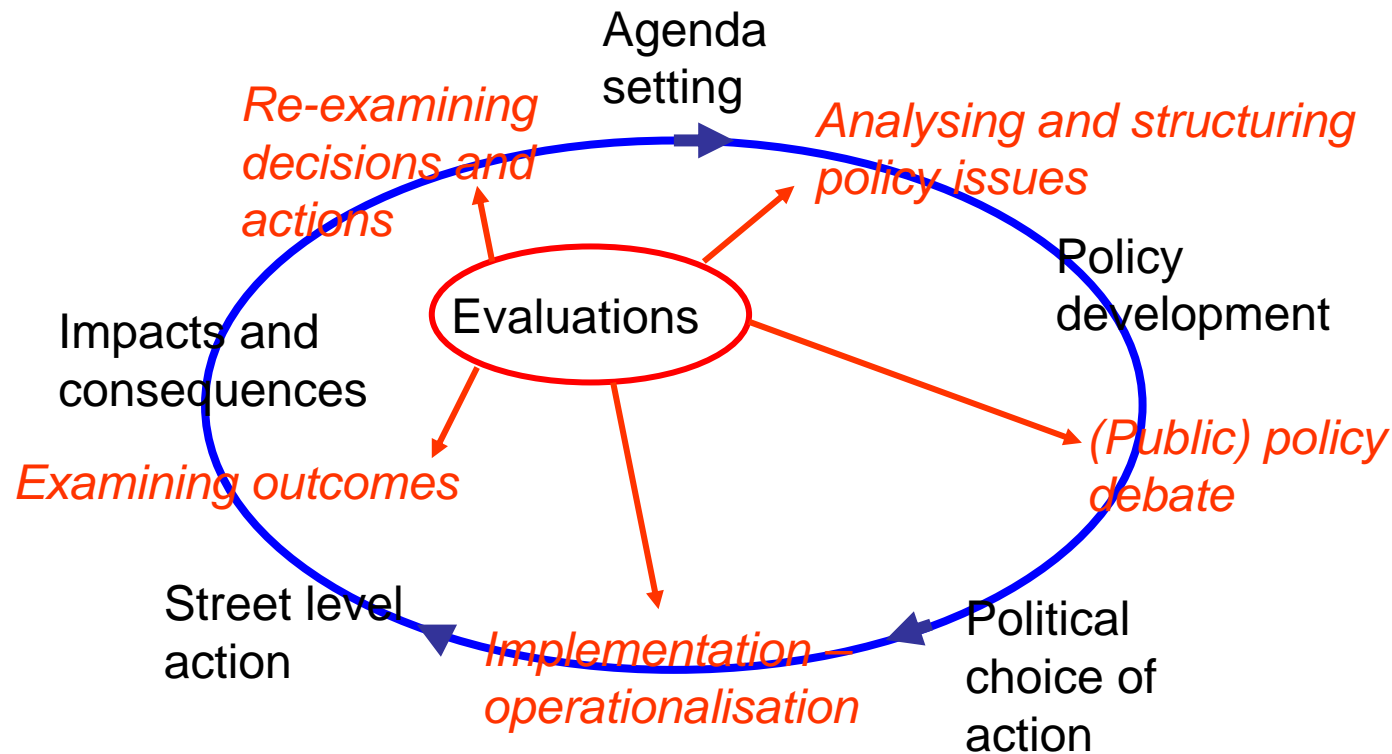 Agenda
setting
Re-examining
decisions and
actions
Analysing and structuring
policy issues
Policy
development
Evaluations
Impacts and
consequences
(Public) policy
debate
Examining outcomes
Street level
action
Implementation –
operationalisation
Political
choice of
action